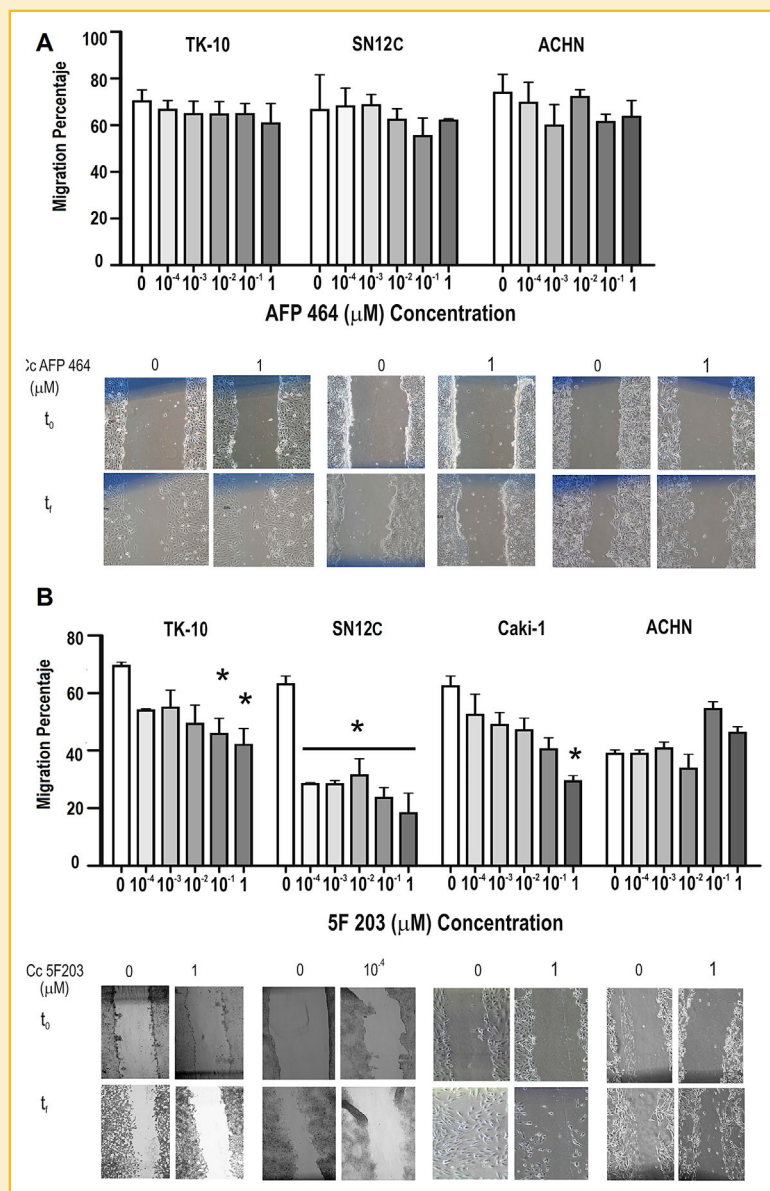 A
TK-10 SN12C ACHN
Migration Percentaje
100
80
60
40
20
0
0 10-4 10-3 10-2 10-1 1 0 10-4 10-3 10-2 10-1 1 0 10-4 10-3 10-2 10-1 1
AFP 464 (μM) Concentration
Cc AFP 464 0 1 0 1 0 1
(μM)
t0
tf
B
TK-10 SN12C Caki-1 ACHN
Migration Percentaje
80
60
40
20
0
* * * *
0 10-4 10-3 10-2 10-1 1 0 10-4 10-3 10-2 10-1 1 0 10-4 10-3 10-2 10-1 1 0 10-4 10-3 10-2 10-1 1
5F 203 (μM) Concentration
Cc 5F203 0 1 0 10-4 0 1 0 1
(μM)
t0
tf